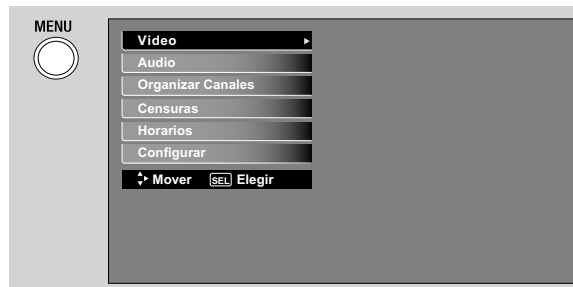 MENU
Video
Audio
Organizar Canales
Censuras
Horarios
Configurar
Mover SEL Elegir